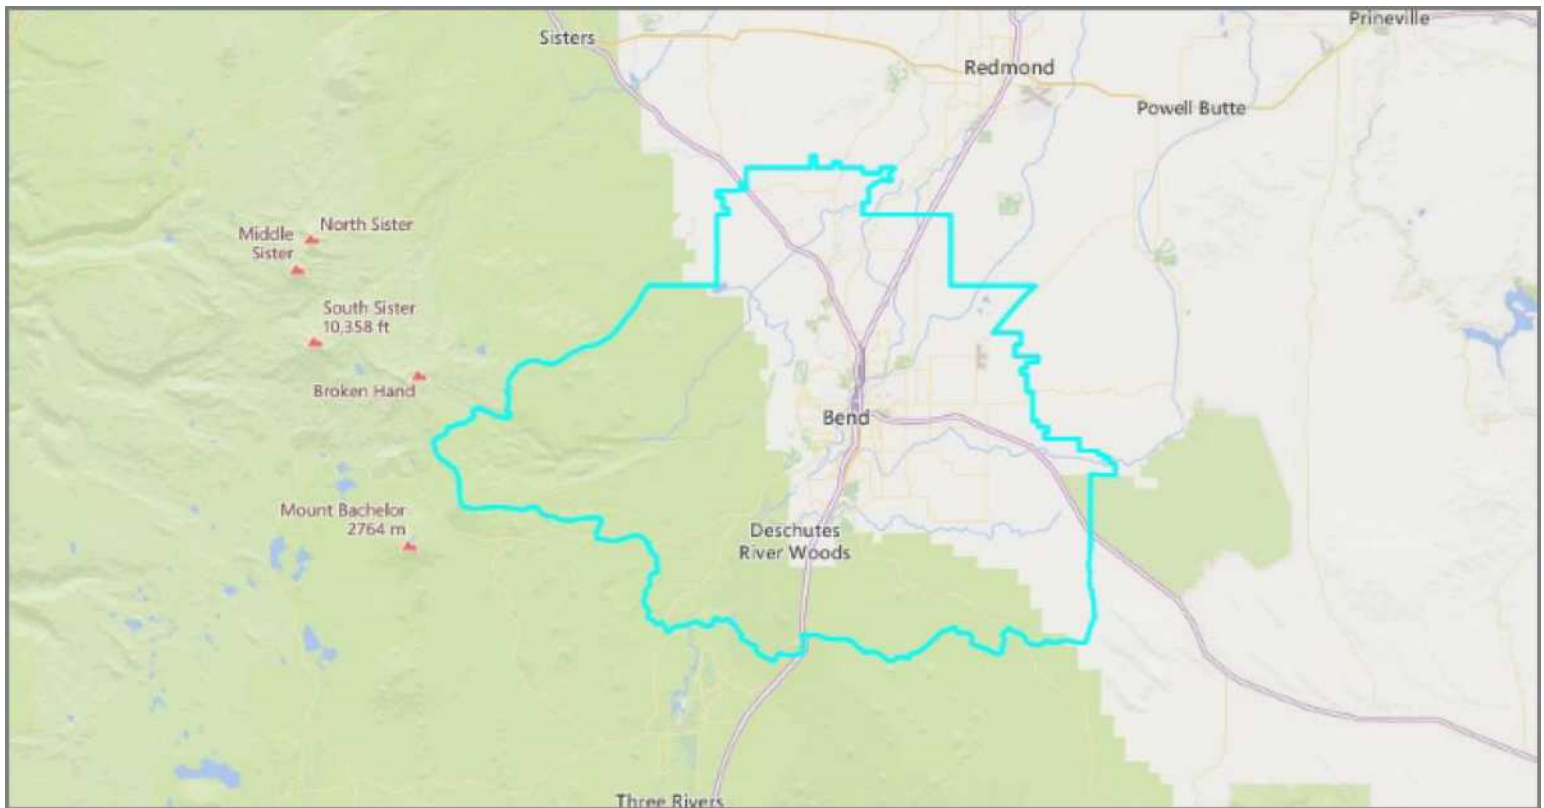 Prineville
Sisters
Redmond
Powell Butte
North Sister
Middle
Sister
South Sister
10,358 ft
Broken Hand
Bend
Mount Bachelor
2764 m
Deschutes
River Woods
Three Rivers